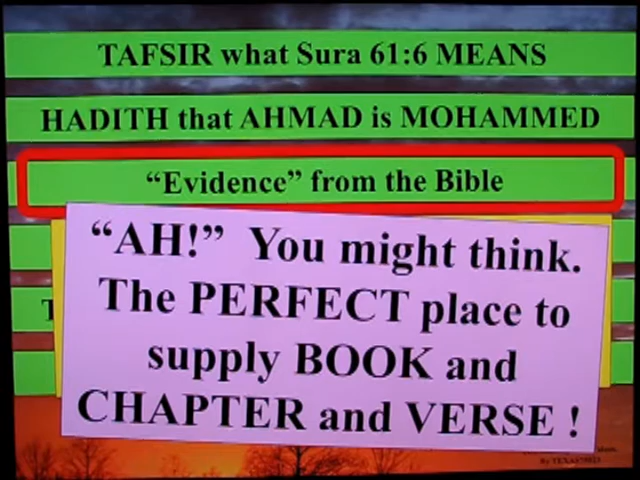 TAFSIR what Sura 61:6 MEANS
HADITH that AHMAD is MOHAMMED
“Evidence” from the Bible
“AH!” You might think.
The PERFECT place to
supply BOOK and
CHAPTER and VERSE !